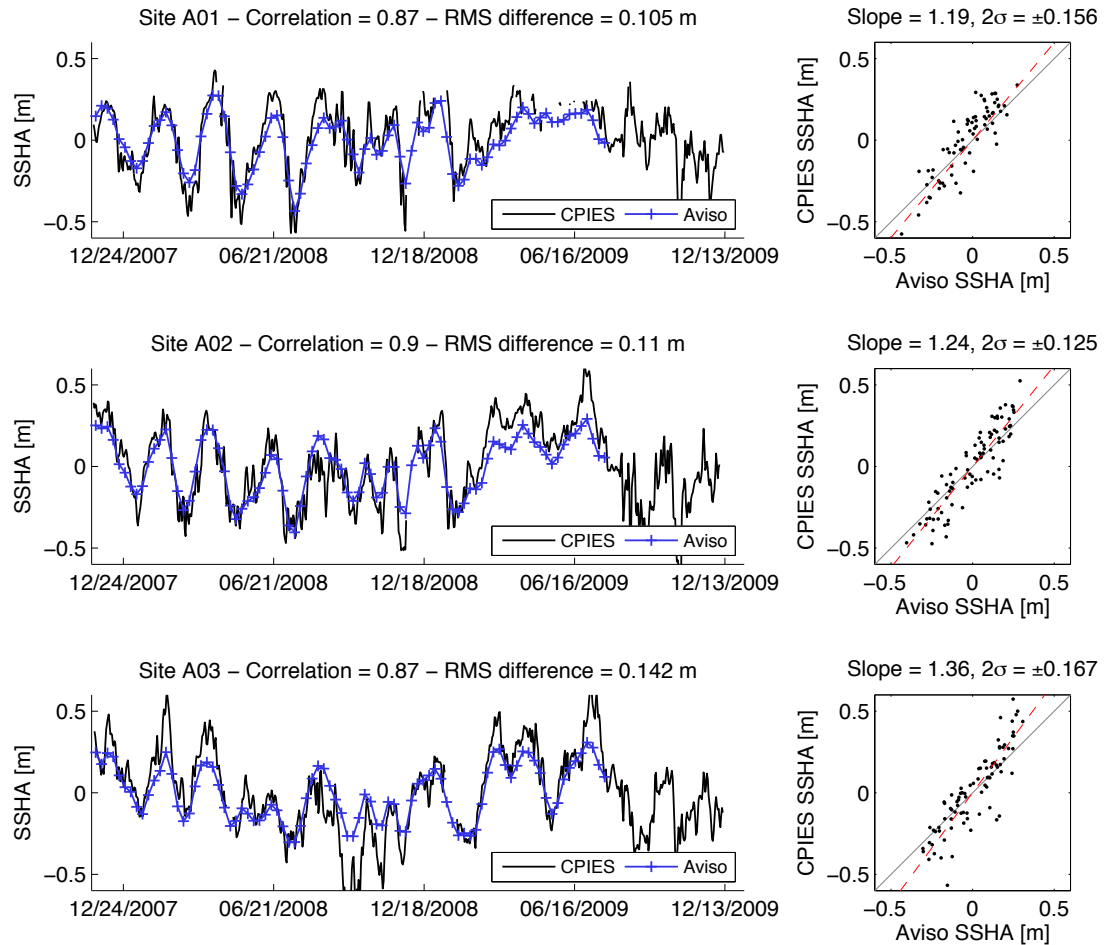 Site A01 − Correlation = 0.87 − RMS difference = 0.105 m
Slope = 1.19, 2σ = ±0.156
SSHA [m]
0.5
0
−0.5
CPIES
Aviso
12/24/2007 06/21/2008 12/18/2008 06/16/2009 12/13/2009
CPIES SSHA [m]
0.5
0
−0.5
−0.5 0 0.5
Aviso SSHA [m]
Site A02 − Correlation = 0.9 − RMS difference = 0.11 m
Slope = 1.24, 2σ = ±0.125
SSHA [m]
0.5
0
−0.5
CPIES
Aviso
12/24/2007 06/21/2008 12/18/2008 06/16/2009 12/13/2009
CPIES SSHA [m]
0.5
0
−0.5
−0.5 0 0.5
Aviso SSHA [m]
Site A03 − Correlation = 0.87 − RMS difference = 0.142 m
Slope = 1.36, 2σ = ±0.167
SSHA [m]
0.5
0
−0.5
CPIES
Aviso
12/24/2007 06/21/2008 12/18/2008 06/16/2009 12/13/2009
CPIES SSHA [m]
0.5
0
−0.5
−0.5 0 0.5
Aviso SSHA [m]